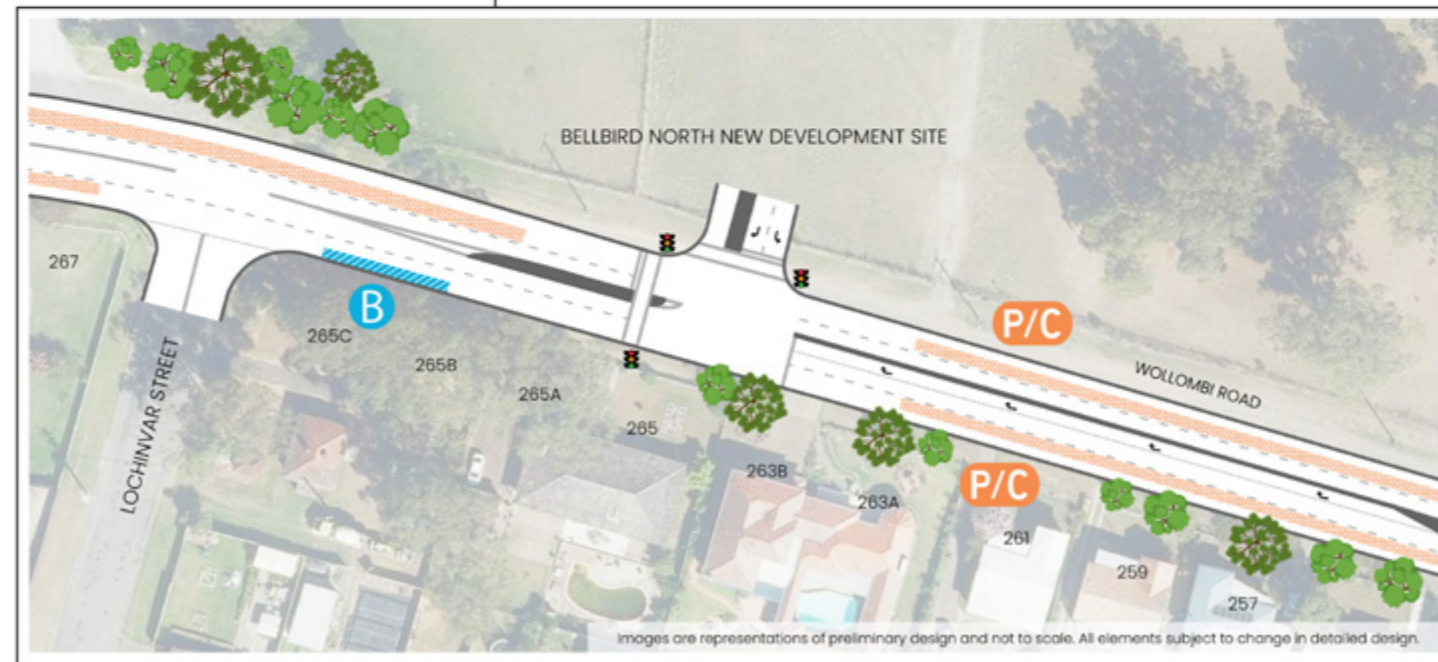 BELLBIRD NORTH NEW DEVELOPMENT SITE
267
B
P/C
265C
265B
WOLLOMBI ROAD
265A
LOCHINVAR STREET
265
263B
P/C
263A
261
259
257
Images are representations of preliminary design and not to scale. All elements subject to change in detailed design.